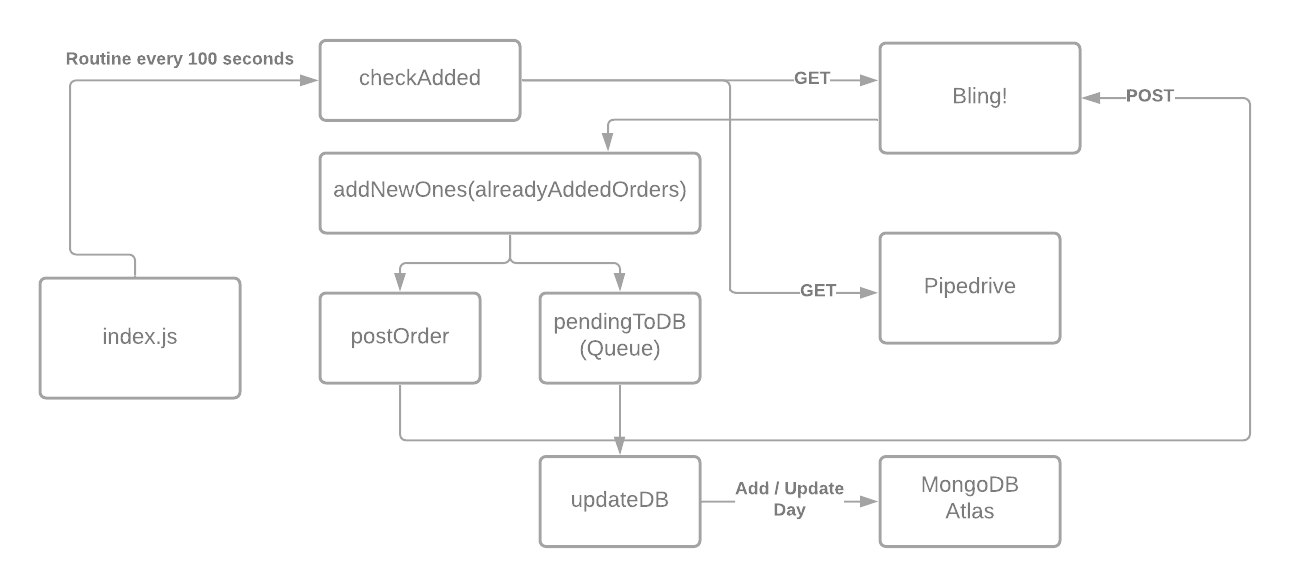 Routine every 100 seconds
checkAdded
GET
Bling!
POST
addNewOnes(alreadyAddedOrders)
index.js
postOrder
pendingToDB
(Queue)
GET
Pipedrive
updateDB
Add / Update
Day
MongoDB
Atlas